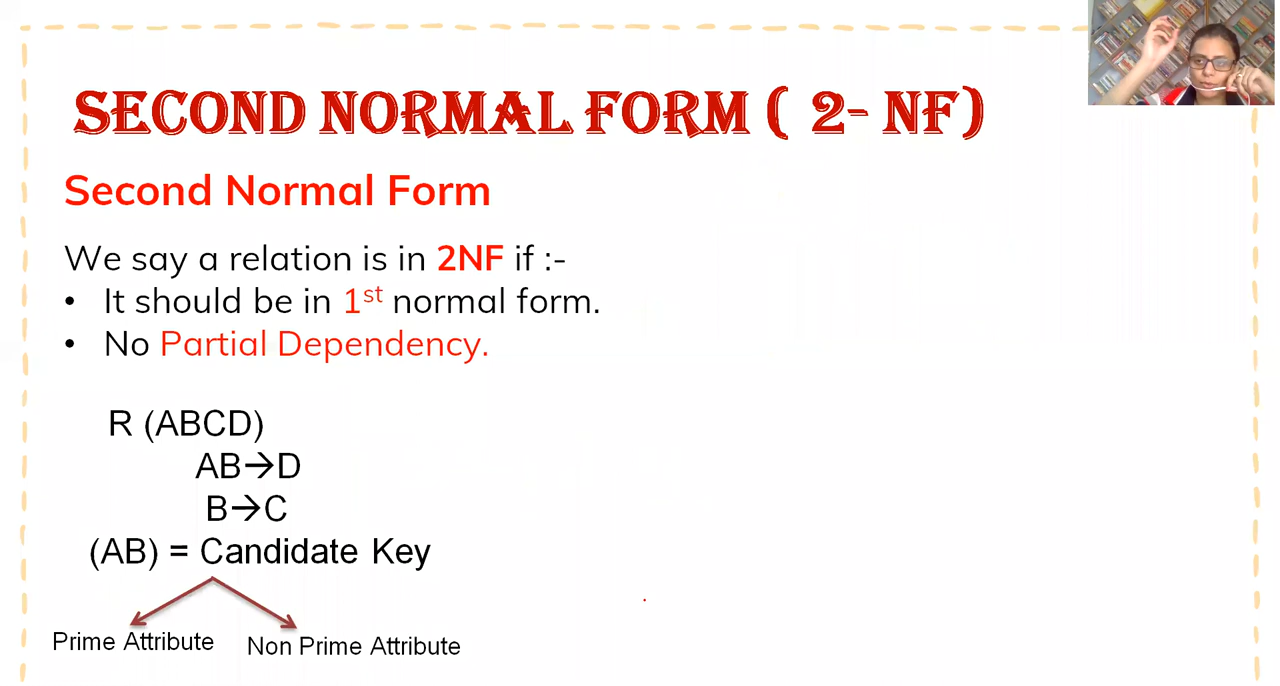 SECOND NORMAL FORM ( 2- NF)
Second Normal Form
We say a relation is in 2NF if :-
• It should be in 1st normal form.
• No Partial Dependency.
R (ABCD)
AB→D
B→C
(AB) = Candidate Key
Prime Attribute
Non Prime Attribute